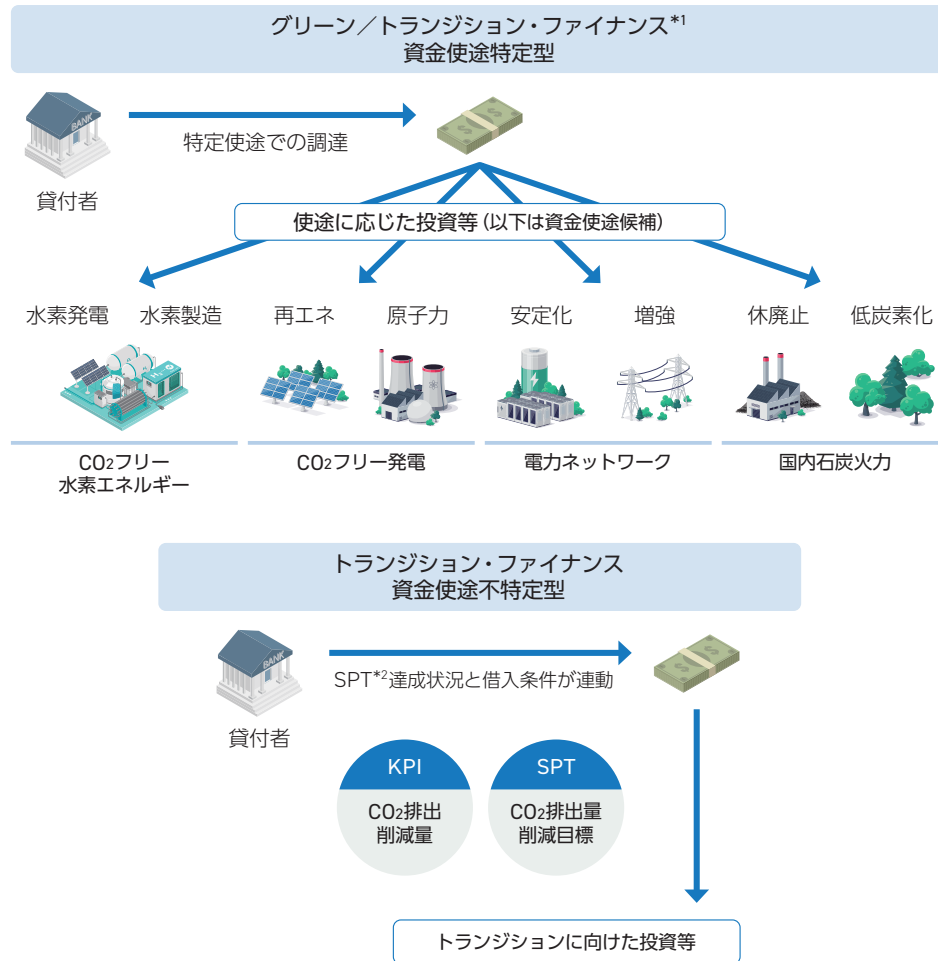 グリーン／トランジション・ファイナンス*1
資金使途特定型
BANK
特定使途での調達
貸付者
使途に応じた投資等（以下は資金使途候補）
水素発電 水素製造 再エネ 原子力 安定化 増強 休廃止 低炭素化
H2
CO2フリー
水素エネルギー
CO2フリー発電
電力ネットワーク
国内石炭火力
トランジション・ファイナンス
資金使途不特定型
BANK
SPT*2達成状況と借入条件が連動
貸付者
KPI
CO2排出
削減量
SPT
CO2排出量
削減目標
トランジションに向けた投資等